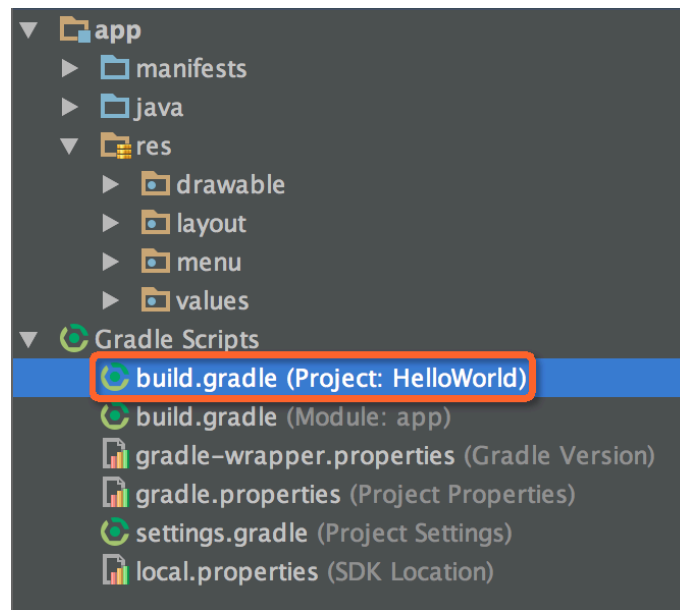 app
manifests
java
res
drawable
layout
menu
values
Gradle Scripts
build.gradle (Project: HelloWorld)
build.gradle (Module: app)
gradle-wrapper.properties (Gradle Version)
gradle.properties (Project Properties)
settings.gradle (Project Settings)
local.properties (SDK Location)